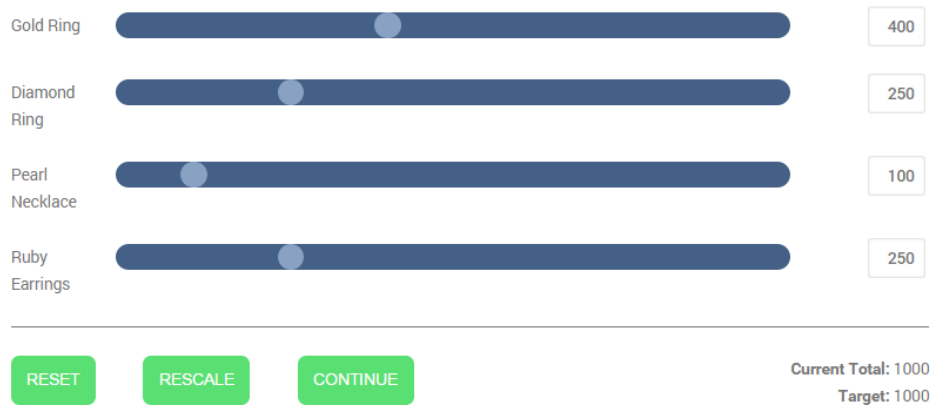 Gold Ring 400
Diamond 250
Ring
Pearl 100
Necklace
Ruby 250
Earrings
RESET RESCALE CONTINUE Current Total: 1000
Target: 1000